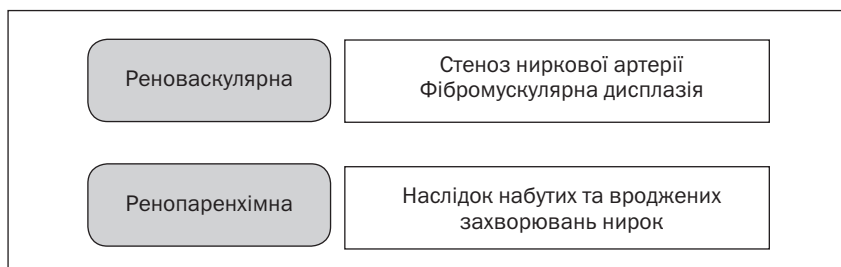 Реноваскулярна
Стеноз ниркової артерії
Фібромускулярна дисплазія
Ренопаренхімна
Наслідок набутих та вроджених
захворювань нирок